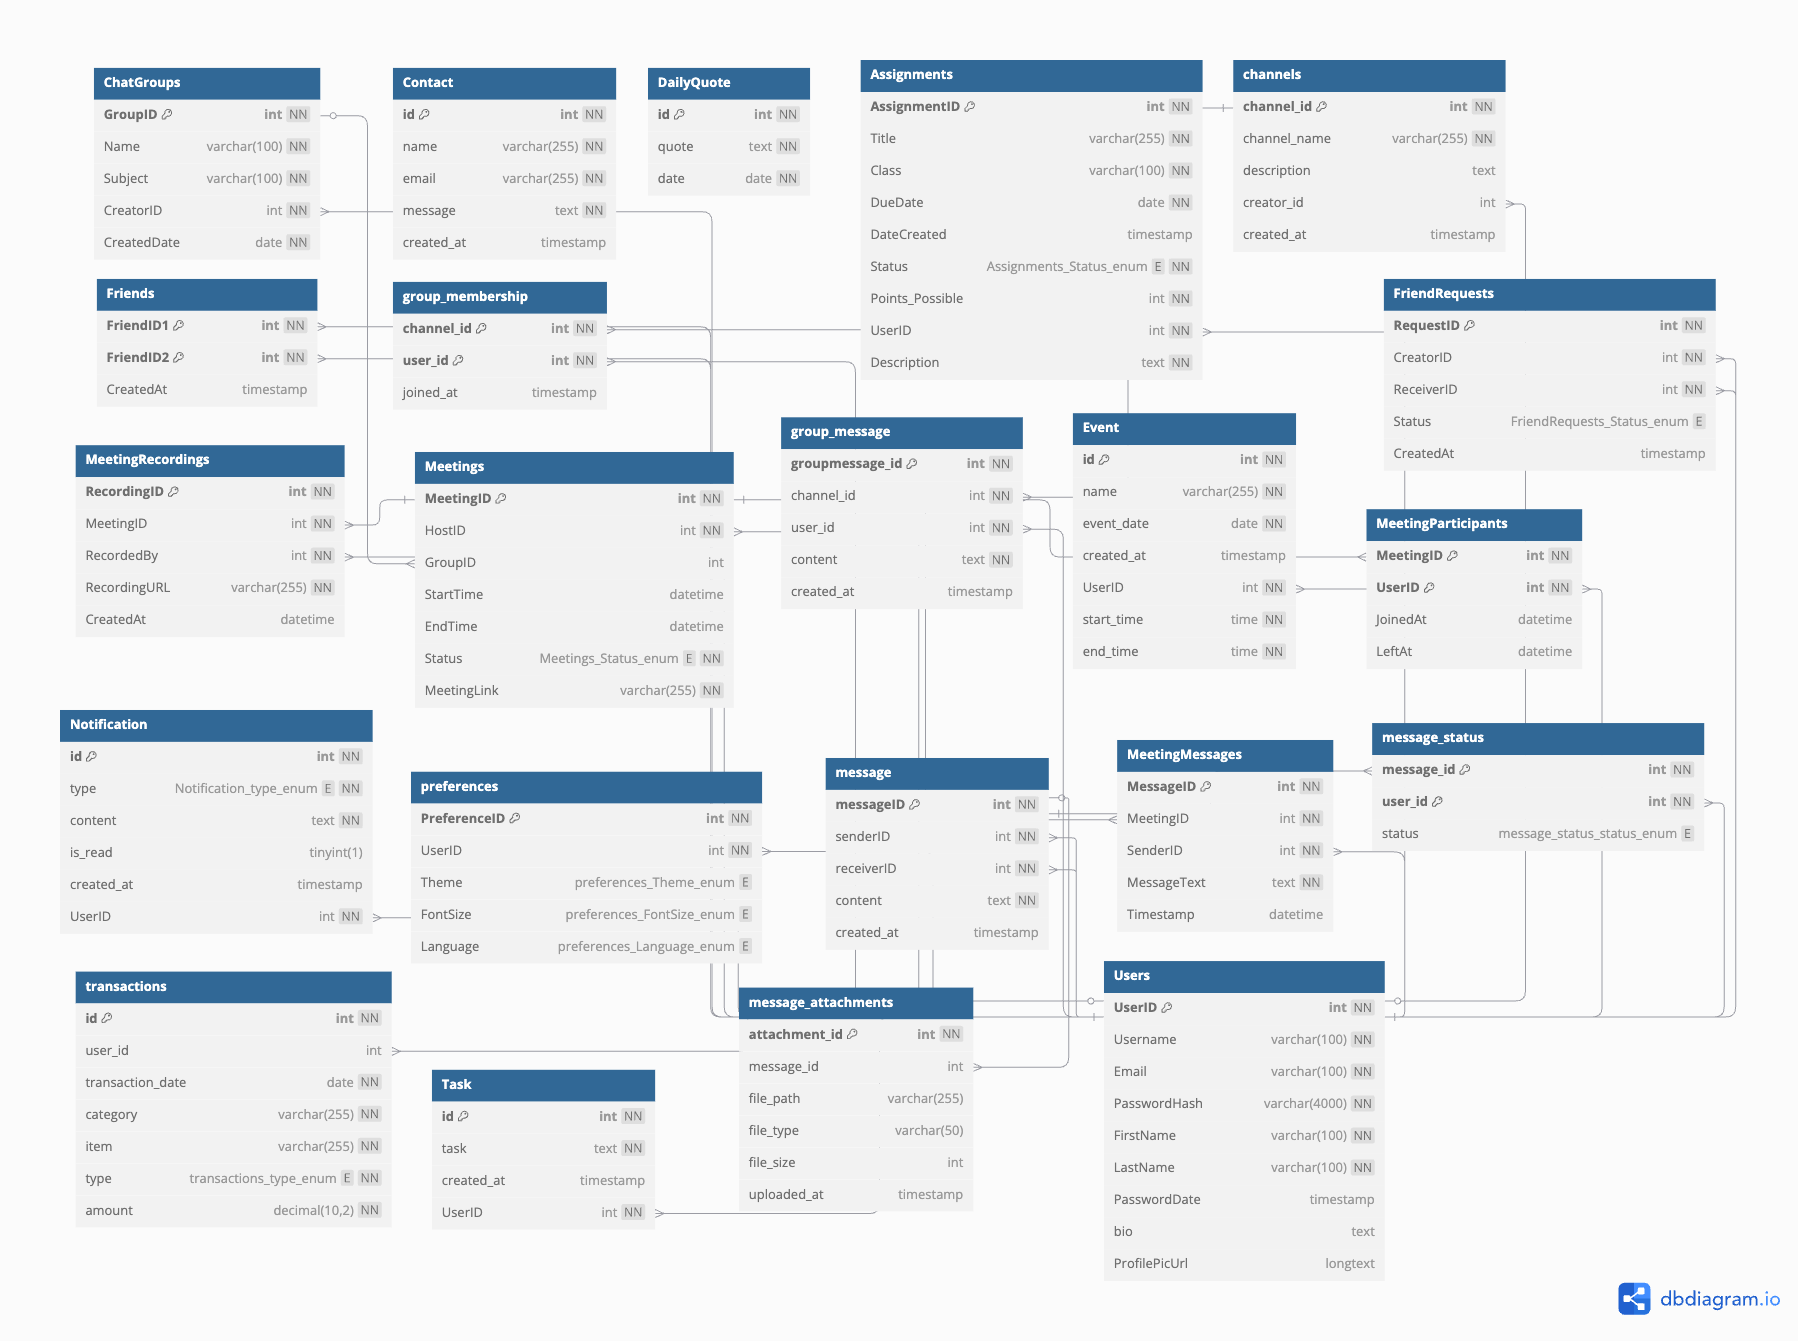 ChatGroups
GroupID int NN
Name varchar(100) NN
Subject varchar(100) NN
CreatorID int NN
CreatedDate date NN
Contact
id int NN
name varchar(255) NN
email varchar(255) NN
message text NN
created_at timestamp
DailyQuote
id int NN
quote text NN
date date NN
Assignments
AssignmentID int NN
Title varchar(255) NN
Class varchar(100) NN
DueDate date NN
DateCreated timestamp
Status Assignments_Status_enum E NN
Points_Possible int NN
UserID int NN
Description text NN
channels
channel_id int NN
channel_name varchar(255) NN
description text
creator_id int
created_at timestamp
Friends
FriendID1 int NN
FriendID2 int NN
CreatedAt timestamp
group_membership
channel_id int NN
user_id int NN
joined_at timestamp
FriendRequests
RequestID int NN
CreatorID int NN
ReceiverID int NN
Status FriendRequests_Status_enum E
CreatedAt timestamp
MeetingRecordings
RecordingID int NN
MeetingID int NN
RecordedBy int NN
RecordingURL varchar(255) NN
CreatedAt datetime
Meetings
MeetingID int NN
HostID int NN
GroupID int
StartTime datetime
EndTime datetime
Status Meetings_Status_enum E NN
MeetingLink varchar(255) NN
group_message
groupmessage_id int NN
channel_id int NN
user_id int NN
content text NN
created_at timestamp
Event
id int NN
name varchar(255) NN
event_date date NN
created_at timestamp
UserID int NN
start_time time NN
end_time time NN
MeetingParticipants
MeetingID int NN
UserID int NN
JoinedAt datetime
LeftAt datetime
Notification
id int NN
type Notification_type_enum E NN
content text NN
is_read tinyint(1)
created_at timestamp
UserID int NN
preferences
PreferenceID int NN
UserID int NN
Theme preferences_Theme_enum E
FontSize preferences_FontSize_enum E
Language preferences_Language_enum E
message
messageID int NN
senderID int NN
receiverID int NN
content text NN
created_at timestamp
MeetingMessages
MessageID int NN
MeetingID int NN
SenderID int NN
MessageText text NN
Timestamp datetime
message_status
message_id int NN
user_id int NN
status message_status_status_enum E
transactions
id int NN
user_id int
transaction_date date NN
category varchar(255) NN
item varchar(255) NN
type transactions_type_enum E NN
amount decimal(10,2) NN
Task
id int NN
task text NN
created_at timestamp
UserID int NN
message_attachments
attachment_id int NN
message_id int
file_path varchar(255)
file_type varchar(50)
file_size int
uploaded_at timestamp
Users
UserID int NN
Username varchar(100) NN
Email varchar(100) NN
PasswordHash varchar(4000) NN
FirstName varchar(100) NN
LastName varchar(100) NN
PasswordDate timestamp
bio text
ProfilePicUrl longtext
dbdiagram.io